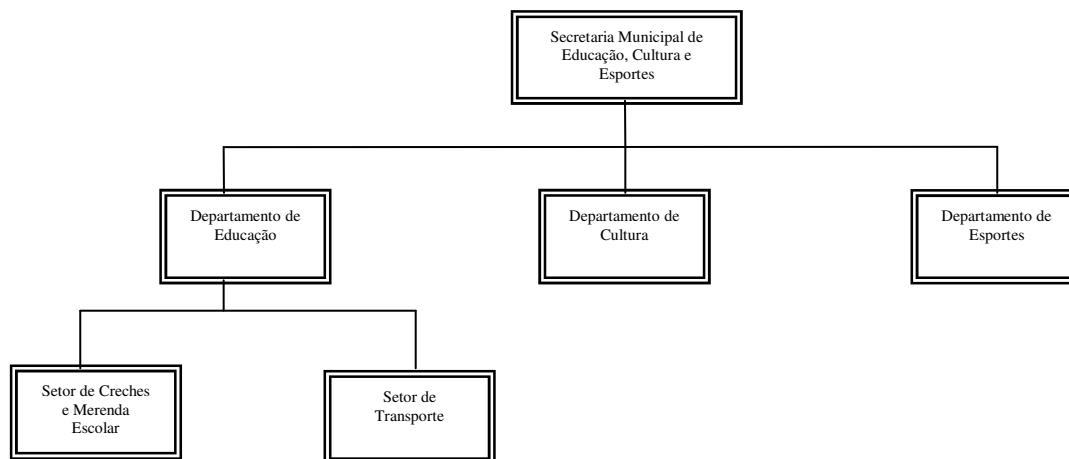 Secretaria Municipal de
Educação, Cultura e
Esportes
Departamento de
Educação
Departamento de
Cultura
Departamento de
Esportes
Setor de Creches
e Merenda
Escolar
Setor de
Transporte